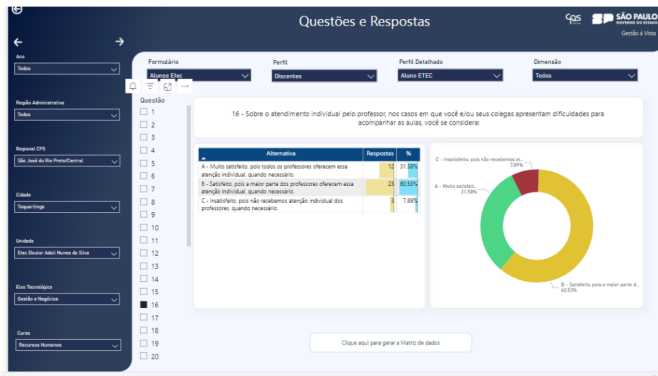 Questões e Respostas
cps
SÃO PAULO
GOVERNO DO ESTADO
Gestão à Vista
Ano
Todos
Região Administrativa
Todos
Regional CPS
São José do Rio Preto/Central
Cidade
Taquaritinga
Unidade
Etec Doutor Adail Nunes da Silva
Eixo Tecnológico
Gestão e Negócios
Curso
Recursos Humanos
Formulário
Alunos Etec
Perfil
Discentes
Perfil Detalhado
Aluno ETEC
Dimensão
Todos
Questão
1
2
3
4
5
6
7
8
9
10
11
12
13
14
15
16
17
18
19
20
16 - Sobre o atendimento individual pelo professor, nos casos em que você e/ou seus colegas apresentam dificuldades para
acompanhar as aulas, você se considera:
Alternativa Respostas %
A - Muito satisfeito, pois todos os professores oferecem essa 12 31,58%
atenção individual, quando necessário.
B - Satisfeito, pois a maior parte dos professores oferecem essa 23 60,53%
atenção individual, quando necessário.
C - Insatisfeito, pois não recebemos atenção individual dos 3 7,89%
professores, quando necessário.
C - Insatisfeito, pois não recebemos at...
7,89%
A - Muito satisfeit...
31,58%
B - Satisfeito, pois a maior parte d...
60,53%
Clique aqui para gerar a Matriz de dados